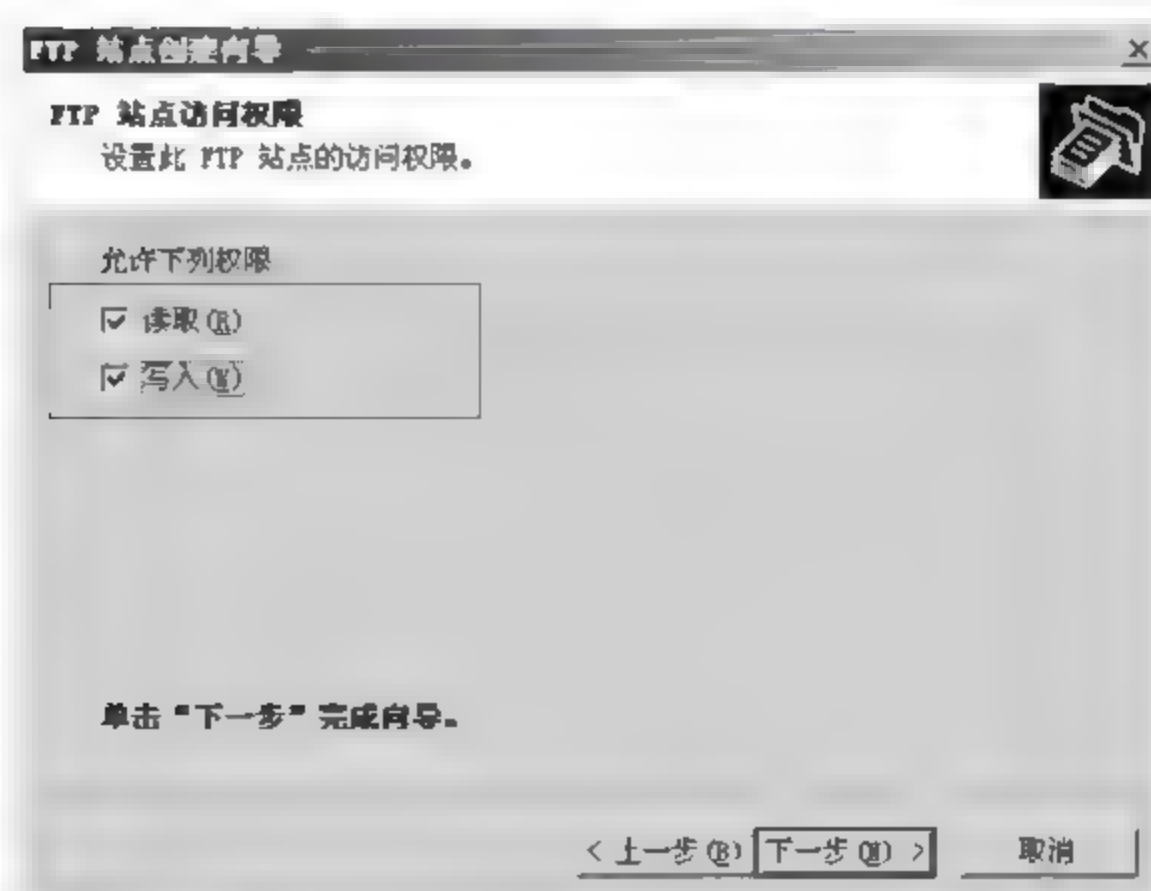 FTP 站点创建向导
FTP 站点访问权限
设置此 FTP 站点的访问权限。
允许下列权限
读取(R)
写入(W)
单击“下一步”完成向导。
< 上一步(B) 下一步(N) > 取消